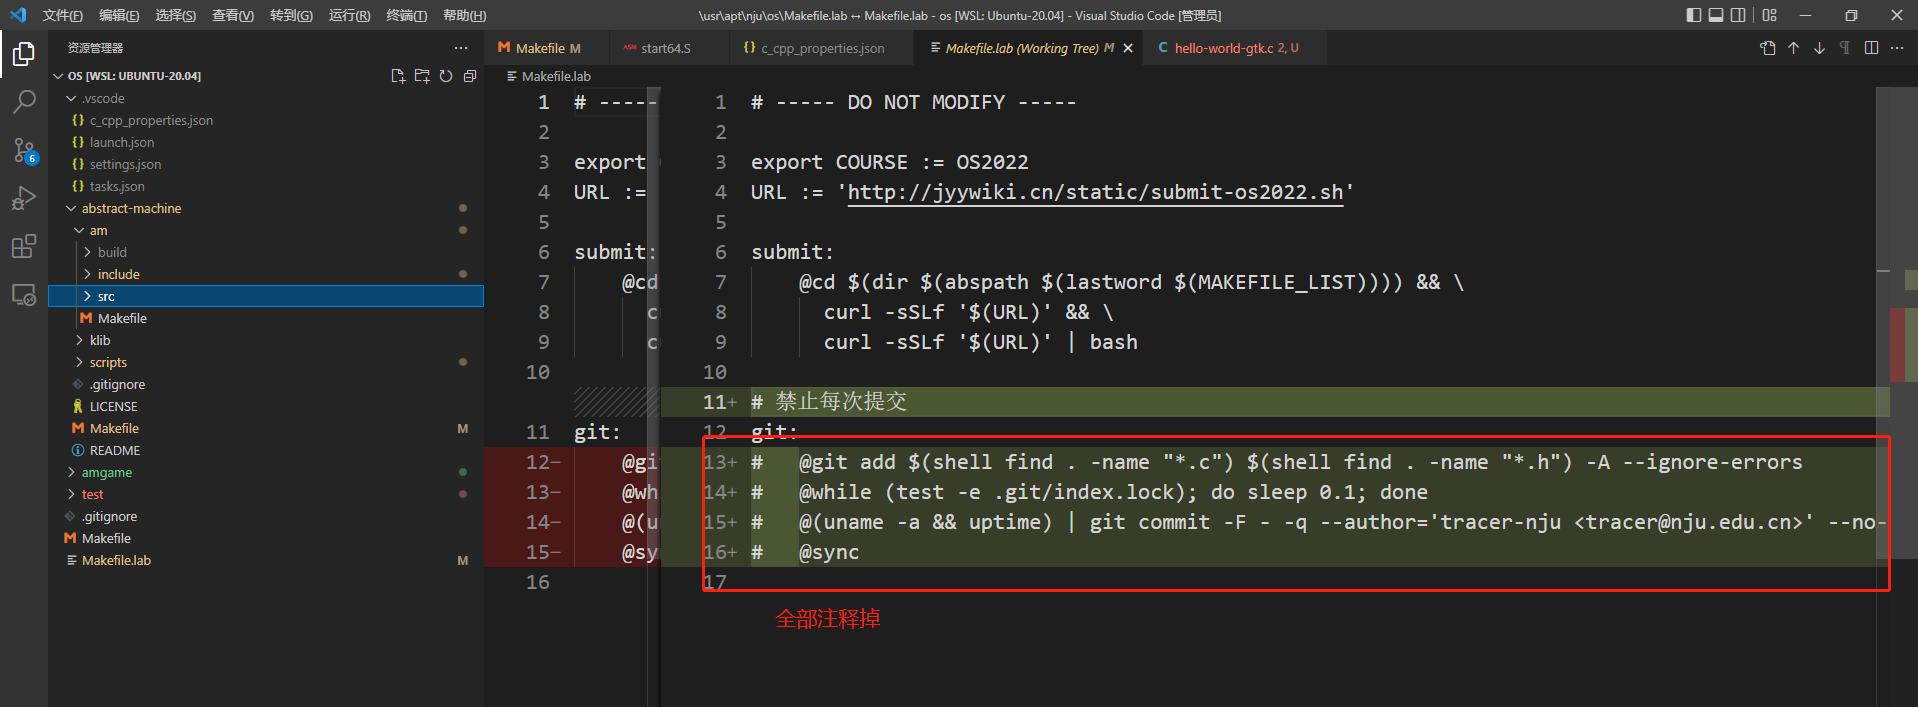 文件(F) 编辑(E) 选择(S) 查看(V) 转到(G) 运行(R) 终端(T) 帮助(H) \usr\apt\nju\os\Makefile.lab ↔ Makefile.lab - os [WSL: Ubuntu-20.04] - Visual Studio Code [管理员]
资源管理器 ...
Makefile M
ASM start64.S
{} c_cpp_properties.json
Makefile.lab (Working Tree) M
C hello-world-gtk.c 2, U
OS [WSL: UBUNTU-20.04]
.vscode
{} c_cpp_properties.json
{} launch.json
{} settings.json
{} tasks.json
abstract-machine
am
build
include
src
Makefile
klib
scripts
.gitignore
LICENSE
Makefile M
README
amgame
test
.gitignore
Makefile
Makefile.lab M
6
Makefile.lab
1 # -----
2
3 export
4 URL :=
5
6 submit:
7 @cd
8
9
10
11 git:
12− @gi
13− @wh
14− @(u
15− @sy
16
1 # ----- DO NOT MODIFY -----
2
3 export COURSE := OS2022
4 URL := 'http://jyywiki.cn/static/submit-os2022.sh'
5
6 submit:
7 @cd $(dir $(abspath $(lastword $(MAKEFILE_LIST)))) && \
8 curl -sSLf '$(URL)' && \
9 curl -sSLf '$(URL)' | bash
10
11+ # 禁止每次提交
12 git:
13+ # @git add $(shell find . -name "*.c") $(shell find . -name "*.h") -A --ignore-errors
14+ # @while (test -e .git/index.lock); do sleep 0.1; done
15+ # @(uname -a && uptime) | git commit -F - -q --author='tracer-nju <tracer@nju.edu.cn>' --no-
16+ # @sync
17
全部注释掉